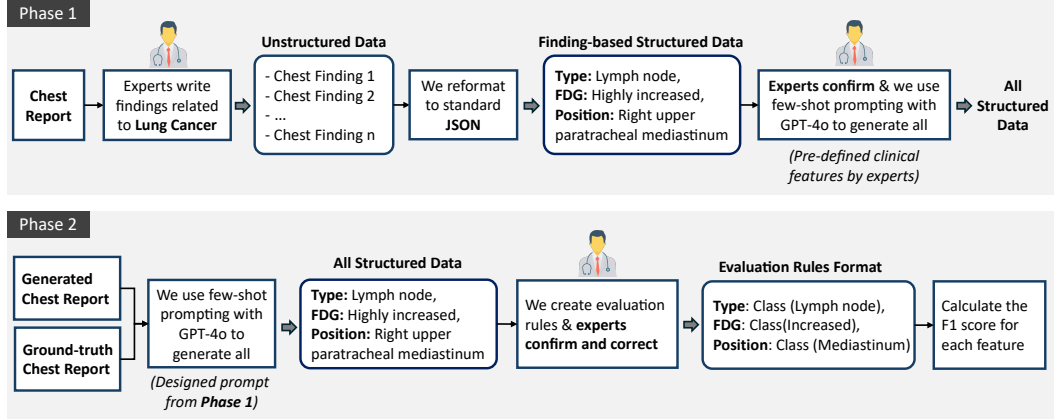 Phase 1
Chest
Report
Experts write
findings related
to Lung Cancer
Unstructured Data
- Chest Finding 1
- Chest Finding 2
- ...
- Chest Finding n
We reformat
to standard
JSON
Finding-based Structured Data
Type: Lymph node,
FDG: Highly increased,
Position: Right upper
paratracheal mediastinum
Experts confirm & we use
few-shot prompting with
GPT-4o to generate all
(Pre-defined clinical
features by experts)
All
Structured
Data
Phase 2
Generated
Chest Report
Ground-truth
Chest Report
We use few-shot
prompting with
GPT-4o to
generate all
(Designed prompt
from Phase 1)
All Structured Data
Type: Lymph node,
FDG: Highly increased,
Position: Right upper
paratracheal mediastinum
We create evaluation
rules & experts
confirm and correct
Evaluation Rules Format
Type: Class (Lymph node),
FDG: Class(Increased),
Position: Class (Mediastinum)
Calculate the
F1 score for
each feature